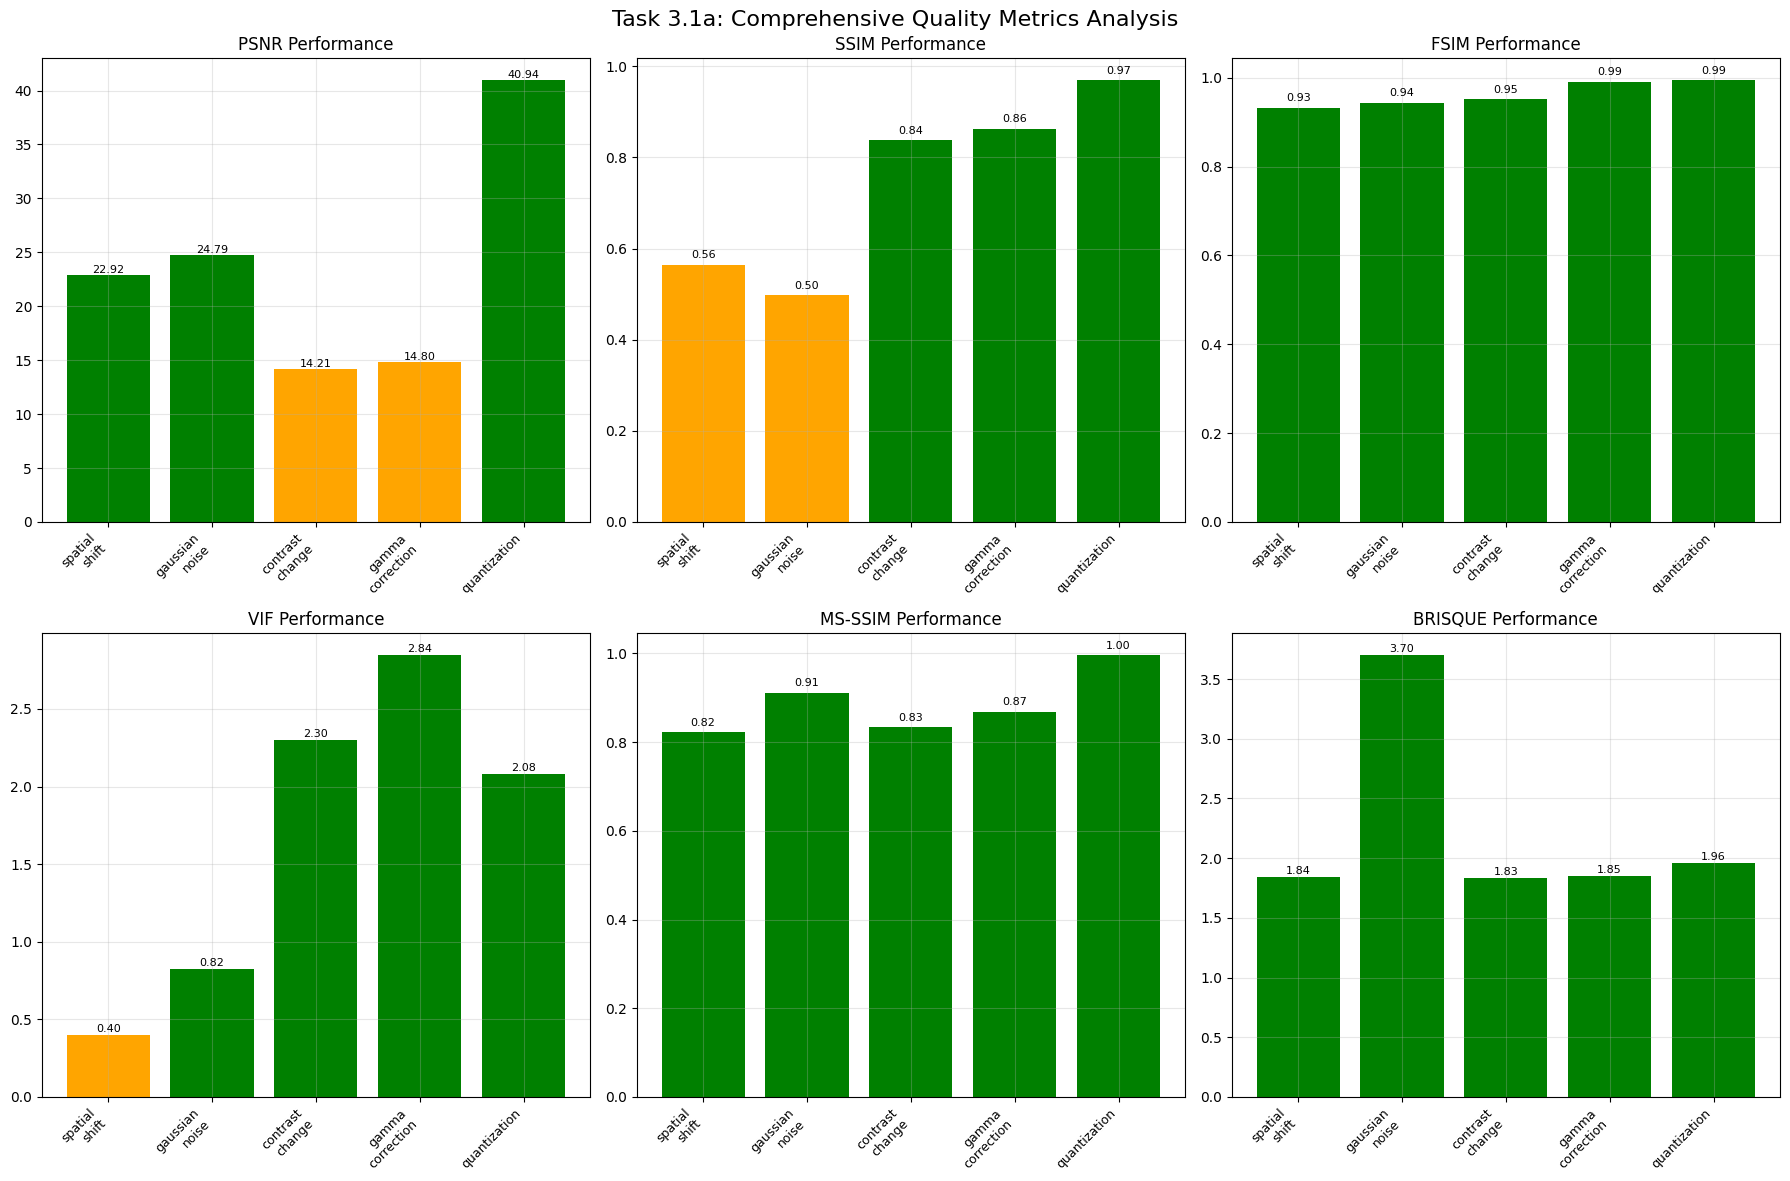 Task 3.1a: Comprehensive Quality Metrics Analysis
PSNR Performance
40
35
30
25
20
15
10
5
0
22.92
24.79
14.21
14.80
40.94
spatial
shift
gaussian
noise
contrast
change
gamma
correction
quantization
SSIM Performance
1.0
0.8
0.6
0.4
0.2
0.0
0.56
0.50
0.84
0.86
0.97
spatial
shift
gaussian
noise
contrast
change
gamma
correction
quantization
FSIM Performance
1.0
0.8
0.6
0.4
0.2
0.0
0.93
0.94
0.95
0.99
0.99
spatial
shift
gaussian
noise
contrast
change
gamma
correction
quantization
VIF Performance
2.5
2.0
1.5
1.0
0.5
0.0
0.40
0.82
2.30
2.84
2.08
spatial
shift
gaussian
noise
contrast
change
gamma
correction
quantization
MS-SSIM Performance
1.0
0.8
0.6
0.4
0.2
0.0
0.82
0.91
0.83
0.87
1.00
spatial
shift
gaussian
noise
contrast
change
gamma
correction
quantization
BRISQUE Performance
3.5
3.0
2.5
2.0
1.5
1.0
0.5
0.0
1.84
3.70
1.83
1.85
1.96
spatial
shift
gaussian
noise
contrast
change
gamma
correction
quantization